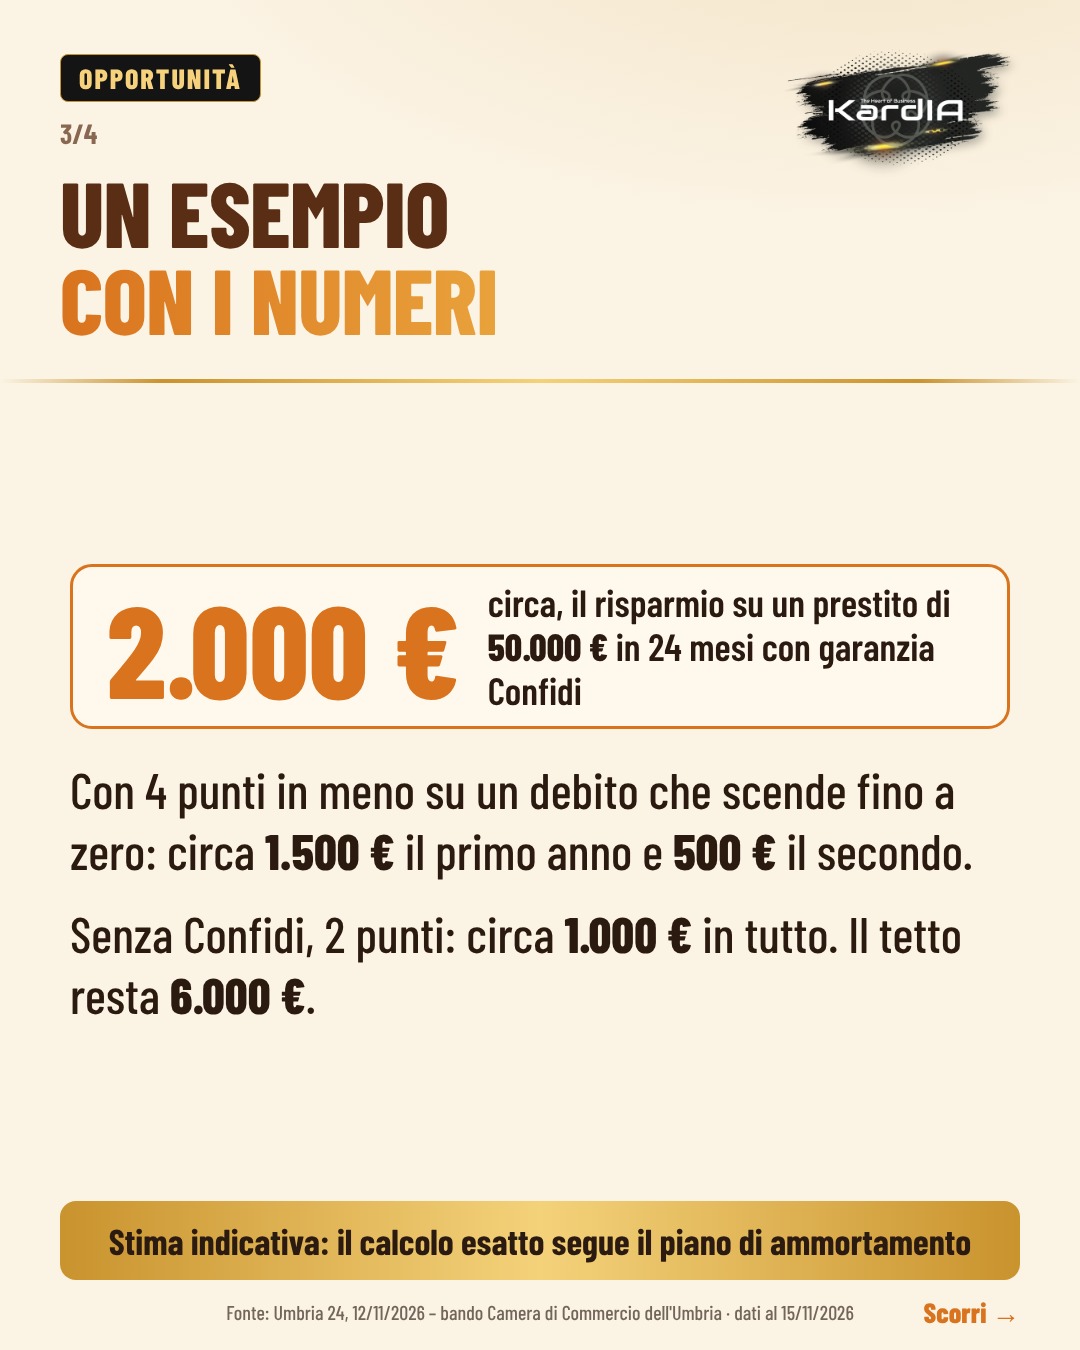 OPPORTUNITÀ
The Heart of Business
KardIA
3/4
UN ESEMPIO
CON I NUMERI
2.000 €
circa, il risparmio su un prestito di
50.000 € in 24 mesi con garanzia
Confidi
Con 4 punti in meno su un debito che scende fino a
zero: circa 1.500 € il primo anno e 500 € il secondo.
Senza Confidi, 2 punti: circa 1.000 € in tutto. Il tetto
resta 6.000 €.
Stima indicativa: il calcolo esatto segue il piano di ammortamento
Fonte: Umbria 24, 12/11/2026 – bando Camera di Commercio dell'Umbria · dati al 15/11/2026
Scorri →